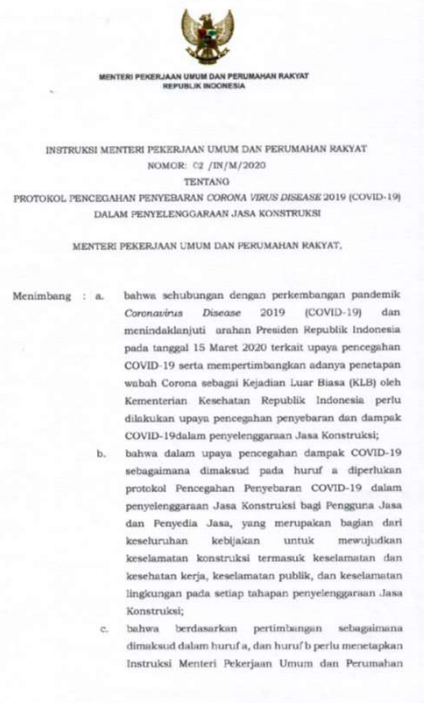 MENTERI PEKERJAAN UMUM DAN PERUMAHAN RAKYAT
REPUBLIK INDONESIA
INSTRUKSI MENTERI PEKERJAAN UMUM DAN PERUMAHAN RAKYAT
NOMOR: 02 /IN/M/2020
TENTANG
PROTOKOL PENCEGAHAN PENYEBARAN CORONA VIRUS DISEASE 2019 (COVID-19)
DALAM PENYELENGGARAAN JASA KONSTRUKSI
MENTERI PEKERJAAN UMUM DAN PERUMAHAN RAKYAT,
Menimbang : a. bahwa sehubungan dengan perkembangan pandemik
Coronavirus Disease 2019 (COVID-19) dan
menindaklanjuti arahan Presiden Republik Indonesia
pada tanggal 15 Maret 2020 terkait upaya pencegahan
COVID-19 serta mempertimbangkan adanya penetapan
wabah Corona sebagai Kejadian Luar Biasa (KLB) oleh
Kementerian Kesehatan Republik Indonesia perlu
dilakukan upaya pencegahan penyebaran dan dampak
COVID-19dalam penyelenggaraan Jasa Konstruksi;
b. bahwa dalam upaya pencegahan dampak COVID-19
sebagaimana dimaksud pada huruf a diperlukan
protokol Pencegahan Penyebaran COVID-19 dalam
penyelenggaraan Jasa Konstruksi bagi Pengguna Jasa
dan Penyedia Jasa, yang merupakan bagian dari
keseluruhan kebijakan untuk mewujudkan
keselamatan konstruksi termasuk keselamatan dan
kesehatan kerja, keselamatan publik, dan keselamatan
lingkungan pada setiap tahapan penyelenggaraan Jasa
Konstruksi;
c. bahwa berdasarkan pertimbangan sebagaimana
dimaksud dalam huruf a, dan huruf b perlu menetapkan
Instruksi Menteri Pekerjaan Umum dan Perumahan